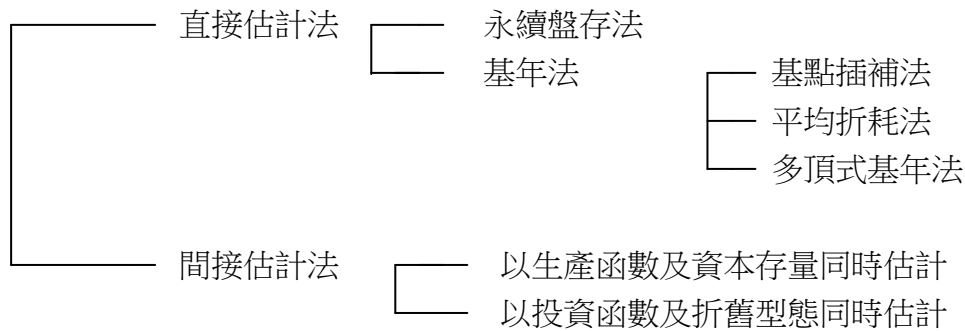 直接估計法 永續盤存法
基年法 基點插補法
平均折耗法
多頂式基年法
間接估計法 以生產函數及資本存量同時估計
以投資函數及折舊型態同時估計